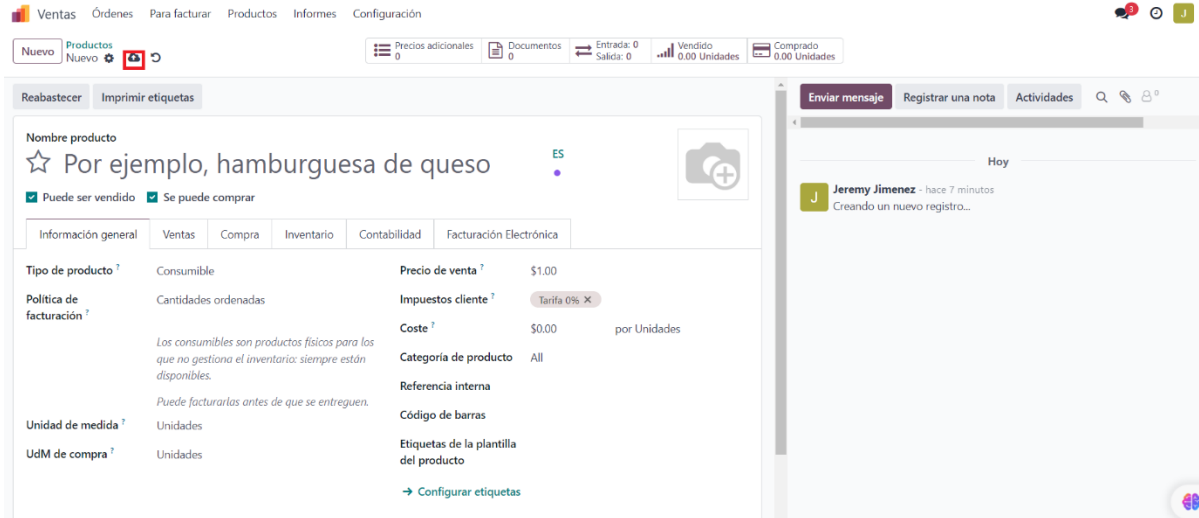 Ventas Órdenes Para facturar Productos Informes Configuración 3 J
Nuevo Productos
Nuevo
Precios adicionales
0
Documentos
0
Entrada: 0
Salida: 0
Vendido
0.00 Unidades
Comprado
0.00 Unidades
Reabastecer Imprimir etiquetas
Nombre producto
Por ejemplo, hamburguesa de queso ES
Puede ser vendido Se puede comprar
Información general Ventas Compra Inventario Contabilidad Facturación Electrónica
Tipo de producto ? Consumible
Política de
facturación ? Cantidades ordenadas
Los consumibles son productos físicos para los
que no gestiona el inventario: siempre están
disponibles.
Puede facturarlas antes de que se entreguen.
Unidad de medida ? Unidades
UdM de compra ? Unidades
Precio de venta ? $1.00
Impuestos cliente ? Tarifa 0% ×
Coste ? $0.00 por Unidades
Categoría de producto All
Referencia interna
Código de barras
Etiquetas de la plantilla
del producto
→ Configurar etiquetas
Enviar mensaje Registrar una nota Actividades 0
Hoy
J
Jeremy Jimenez - hace 7 minutos
Creando un nuevo registro...